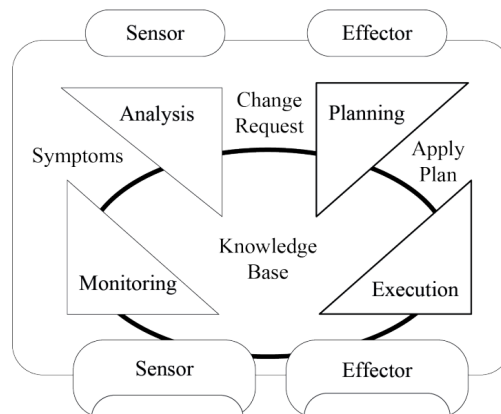 Sensor
Effector
Analysis
Change
Request
Planning
Symptoms
Apply
Plan
Knowledge
Base
Monitoring
Execution
Sensor
Effector